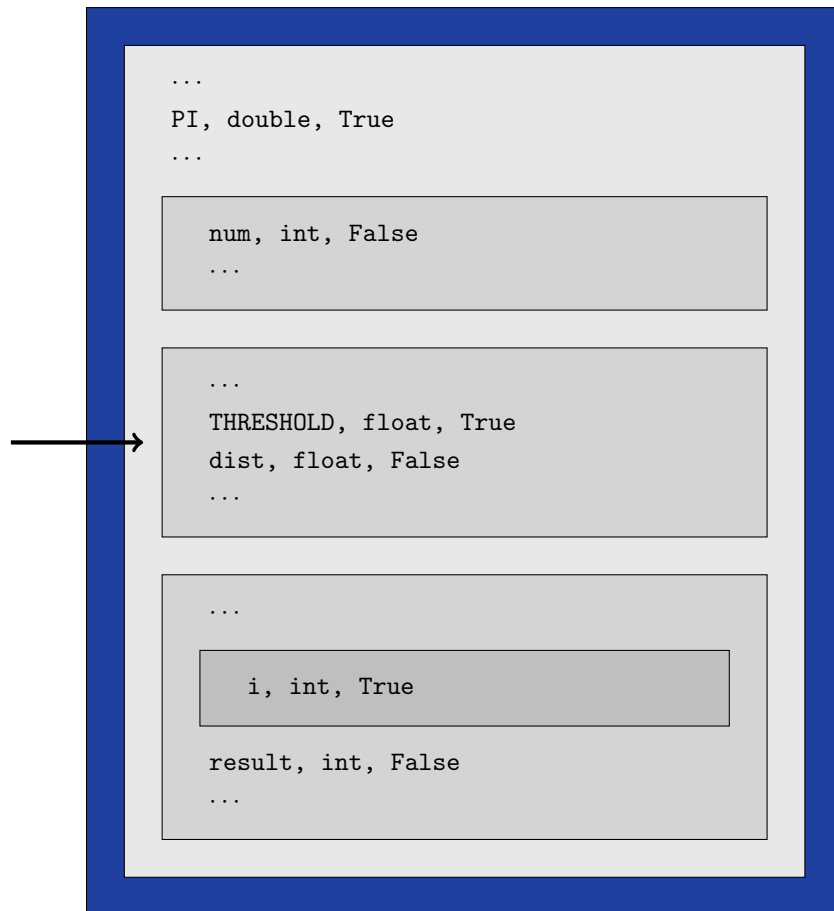 ...
PI, double, True
...
num, int, False
...
...
THRESHOLD, float, True
dist, float, False
...
...
i, int, True
result, int, False
...